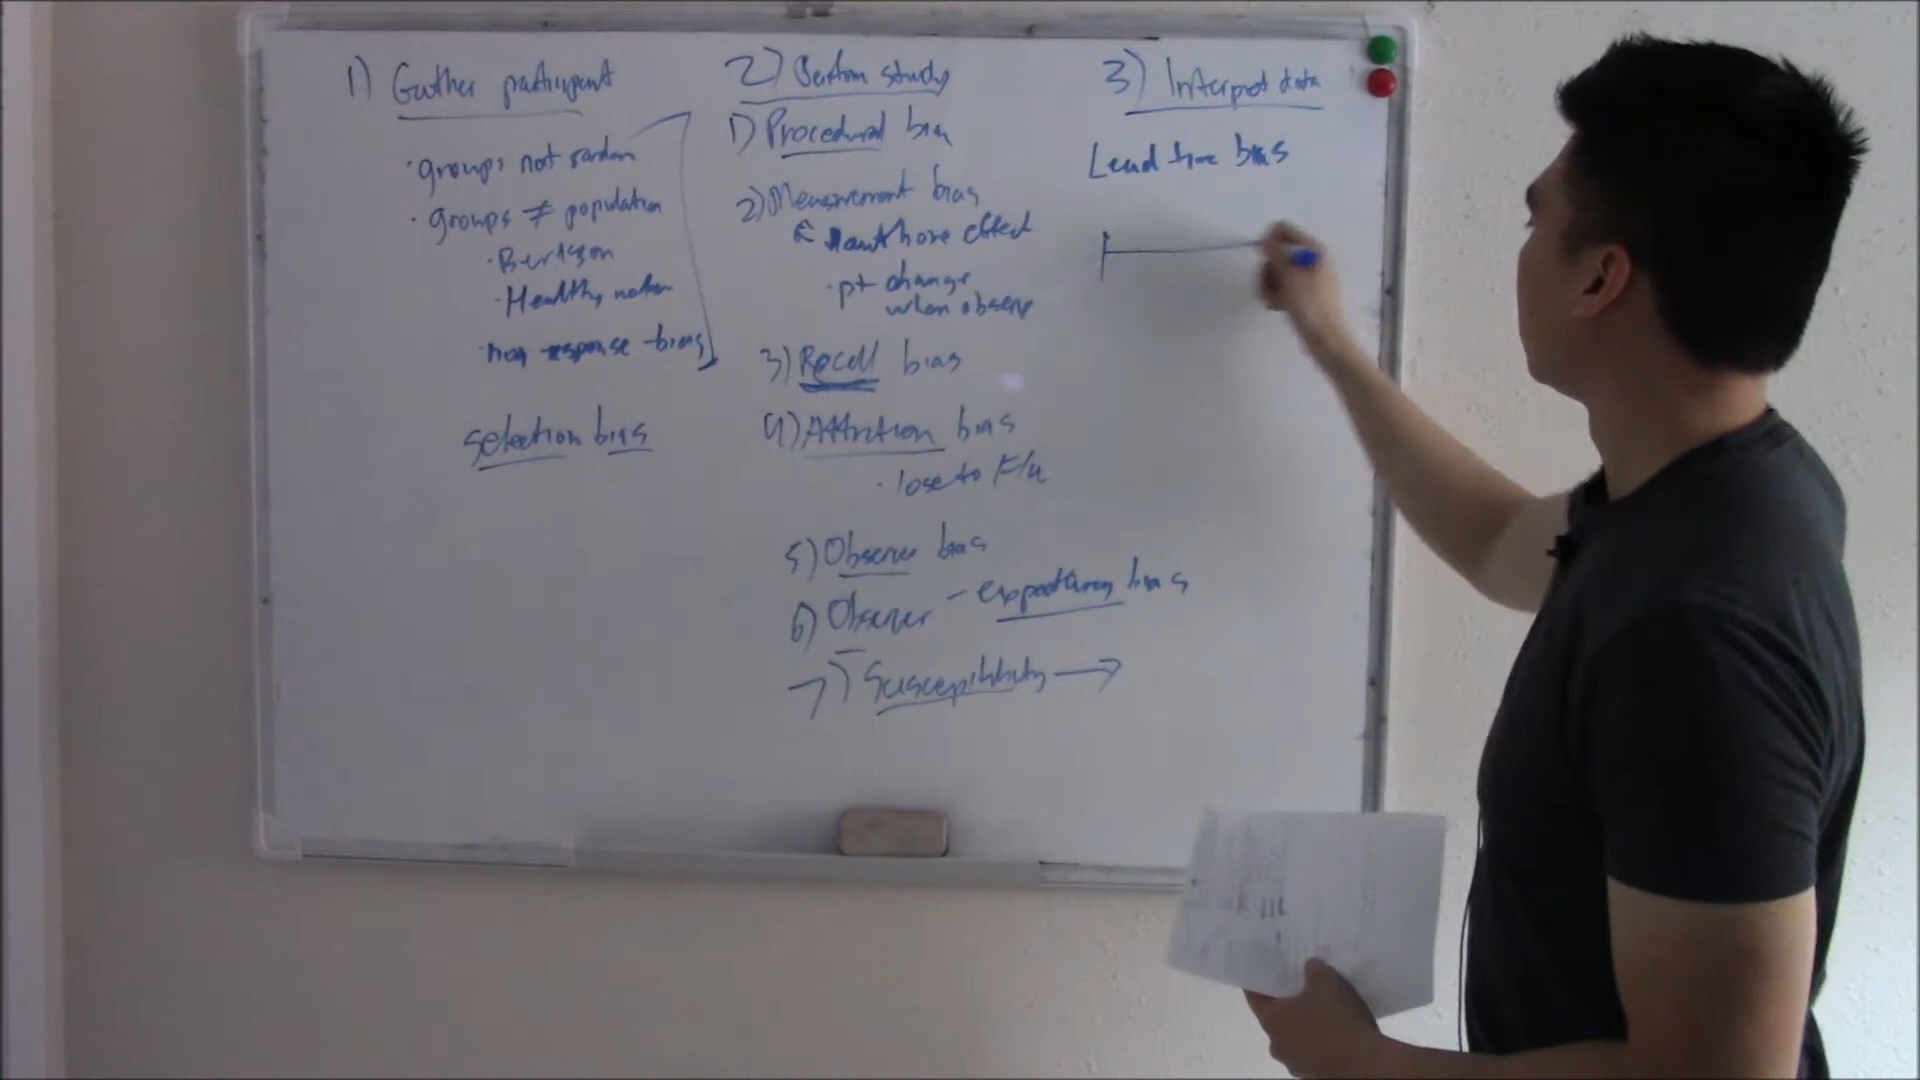 1) Gather participant
· groups not random
· groups ≠ population
· Berkson
· Healthy
· non response bias
selection bias
2) Perform study
1) Procedural bias
2) Measurement bias
Hawthorne effect
· pt change
when observe
3) Recall bias
4) Attrition bias
· lose to F/u
5) Observer bias
6) Observer - expectancy bias
7) Susceptibility →
3) Interpret data
Lead time bias